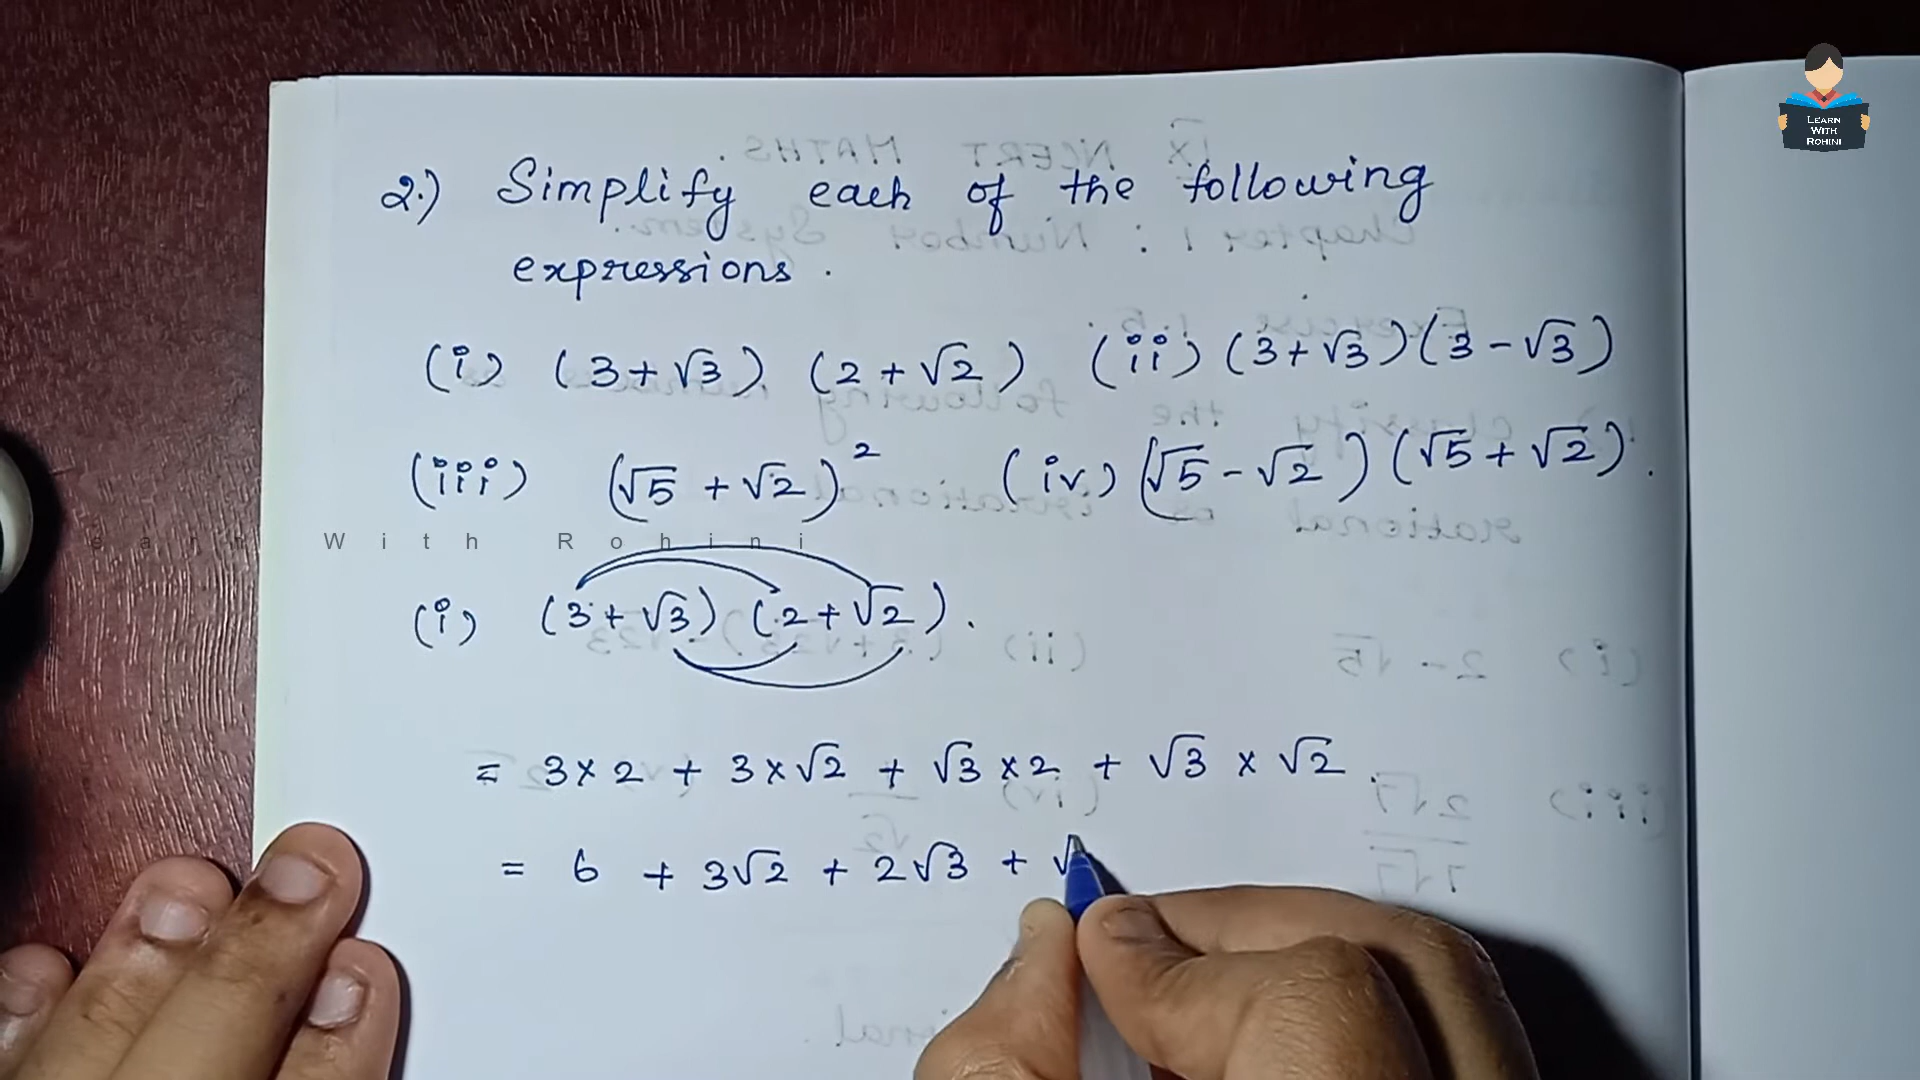 LEARN
WITH
ROHINI
2.) Simplify each of the following
expressions.
(i) (3+√3) (2+√2) (ii) (3+√3)(3-√3)
(iii) (√5 + √2)² (iv) (√5-√2)(√5+√2).
earn With Rohini
(i) (3+√3) (2+√2).
= 3×2 + 3×√2 + √3×2 + √3 × √2.
= 6 + 3√2 + 2√3 + √